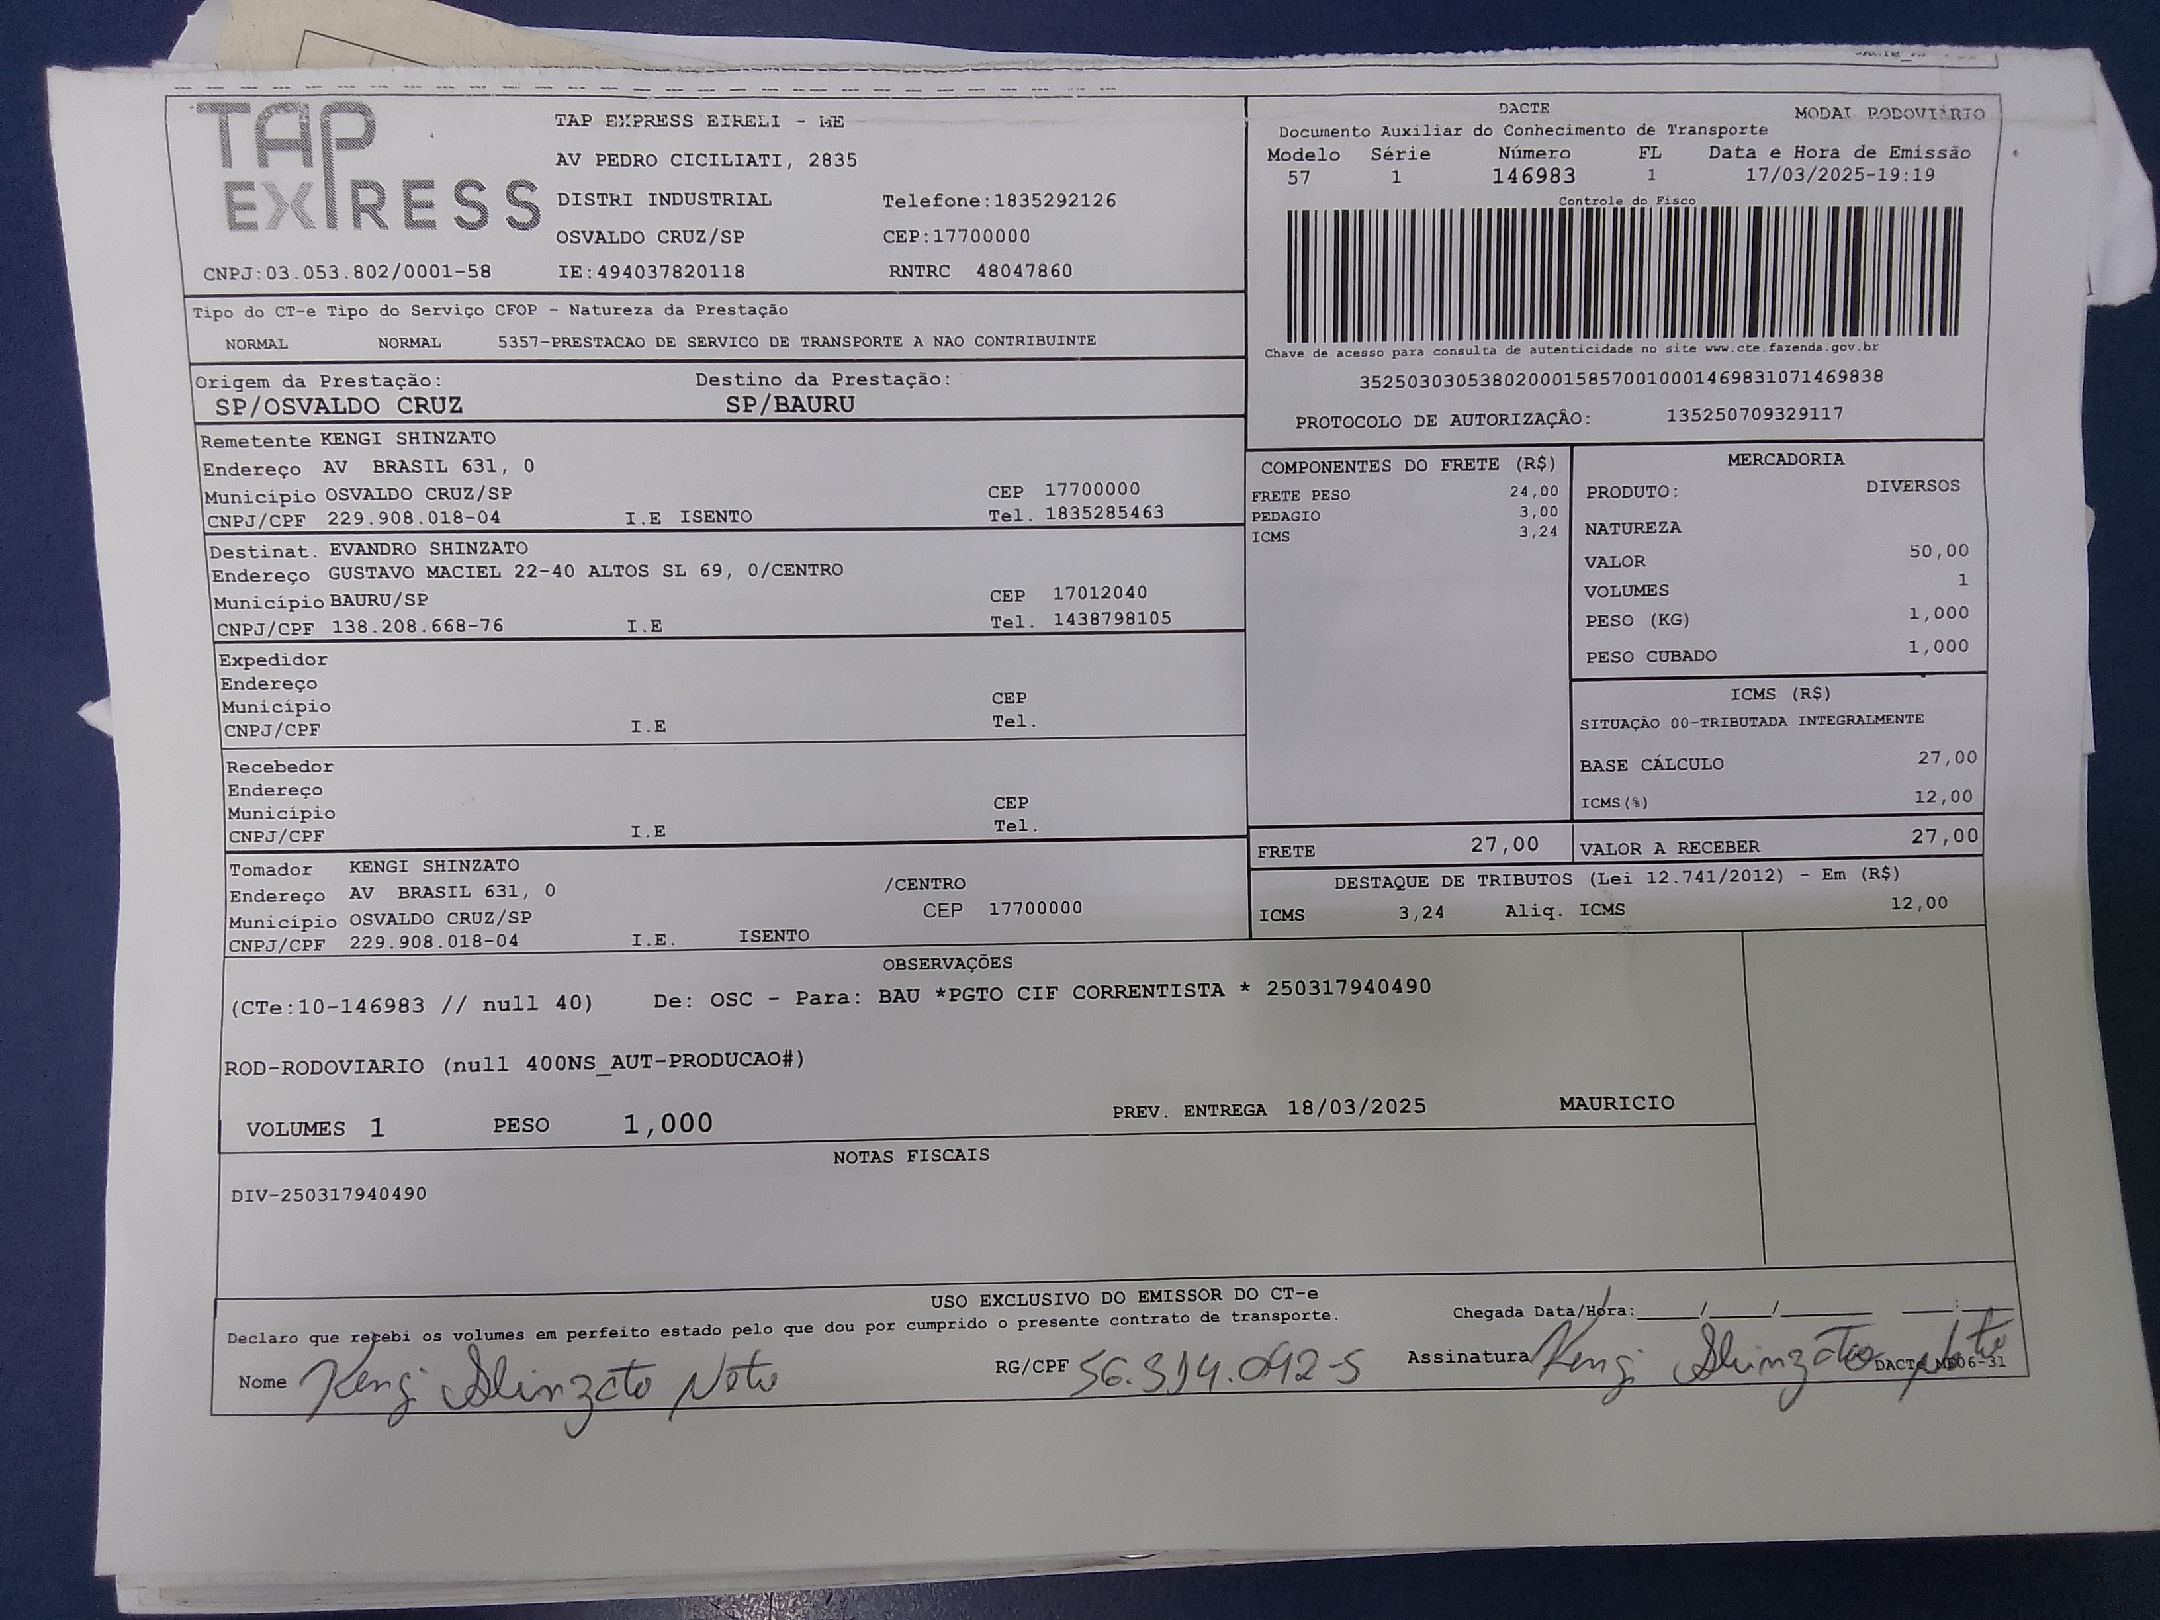 TAP EXPRESS
TAP EXPRESS EIRELI - ME
AV PEDRO CICILIATI, 2835
DISTRI INDUSTRIAL Telefone:1835292126
OSVALDO CRUZ/SP CEP:17700000
CNPJ:03.053.802/0001-58 IE:494037820118 RNTRC 48047860
DACTE MODAL RODOVIÁRIO
Documento Auxiliar do Conhecimento de Transporte
Modelo Série Número FL Data e Hora de Emissão
57 1 146983 1 17/03/2025-19:19
Controle do Fisco
Chave de acesso para consulta de autenticidade no site www.cte.fazenda.gov.br
35250303053802000158570010001469831071469838
PROTOCOLO DE AUTORIZAÇÂO: 135250709329117
Tipo do CT-e Tipo do Serviço CFOP - Natureza da Prestação
NORMAL NORMAL 5357-PRESTACAO DE SERVICO DE TRANSPORTE A NAO CONTRIBUINTE
Origem da Prestação: Destino da Prestação:
SP/OSVALDO CRUZ SP/BAURU
Remetente KENGI SHINZATO
Endereço AV BRASIL 631, 0
Município OSVALDO CRUZ/SP CEP 17700000
CNPJ/CPF 229.908.018-04 I.E ISENTO Tel. 1835285463
Destinat. EVANDRO SHINZATO
Endereço GUSTAVO MACIEL 22-40 ALTOS SL 69, 0/CENTRO
Município BAURU/SP CEP 17012040
CNPJ/CPF 138.208.668-76 I.E Tel. 1438798105
Expedidor
Endereço
Município CEP
CNPJ/CPF I.E Tel.
Recebedor
Endereço
Município CEP
CNPJ/CPF I.E Tel.
Tomador KENGI SHINZATO
Endereço AV BRASIL 631, 0 /CENTRO
Município OSVALDO CRUZ/SP CEP 17700000
CNPJ/CPF 229.908.018-04 I.E. ISENTO
COMPONENTES DO FRETE (R$)
FRETE PESO 24,00
PEDAGIO 3,00
ICMS 3,24
MERCADORIA
PRODUTO: DIVERSOS
NATUREZA
VALOR 50,00
VOLUMES 1
PESO (KG) 1,000
PESO CUBADO 1,000
ICMS (R$)
SITUAÇÃO 00-TRIBUTADA INTEGRALMENTE
BASE CÁLCULO 27,00
ICMS(%) 12,00
FRETE 27,00 VALOR A RECEBER 27,00
DESTAQUE DE TRIBUTOS (Lei 12.741/2012) - Em (R$)
ICMS 3,24 Aliq. ICMS 12,00
OBSERVAÇÕES
(CTe:10-146983 // null 40) De: OSC - Para: BAU *PGTO CIF CORRENTISTA * 250317940490
ROD-RODOVIARIO (null 400NS_AUT-PRODUCAO#)
VOLUMES 1 PESO 1,000 PREV. ENTREGA 18/03/2025 MAURICIO
NOTAS FISCAIS
DIV-250317940490
USO EXCLUSIVO DO EMISSOR DO CT-e
Declaro que recebi os volumes em perfeito estado pelo que dou por cumprido o presente contrato de transporte. Chegada Data/Hora:____/____/______ ___:___
Nome Kengi Shinzato Neto RG/CPF 56.314.092-5 Assinatura Kengi Shinzato Neto